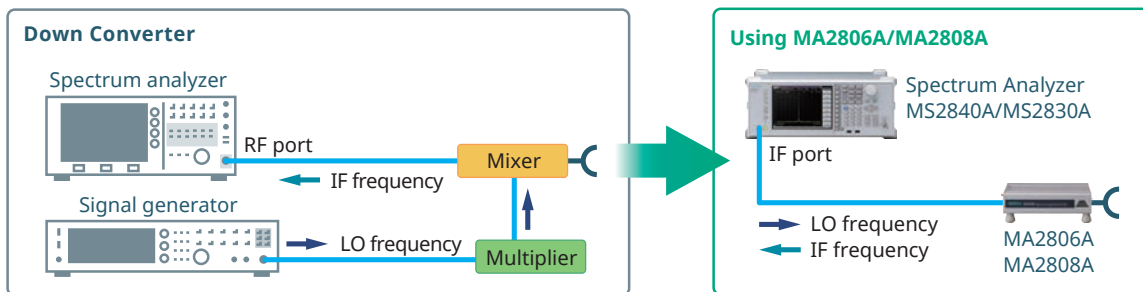 Down Converter
Spectrum analyzer
RF port
Mixer
IF frequency
Signal generator
LO frequency
Multiplier
Using MA2806A/MA2808A
Spectrum Analyzer
MS2840A/MS2830A
IF port
LO frequency
IF frequency
MA2806A
MA2808A